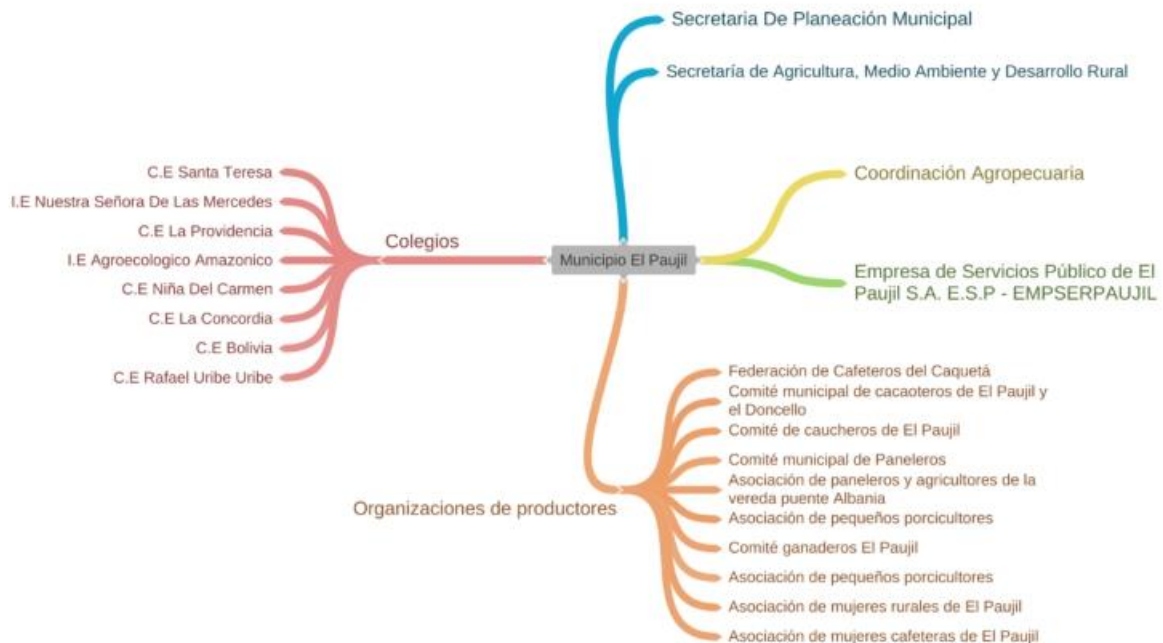 Secretaria De Planeación Municipal
Secretaría de Agricultura, Medio Ambiente y Desarrollo Rural
C.E Santa Teresa
I.E Nuestra Señora De Las Mercedes
C.E La Providencia
I.E Agroecologico Amazonico
C.E Niña Del Carmen
C.E La Concordia
C.E Bolivia
C.E Rafael Uribe Uribe
Colegios
Municipio El Paujil
Coordinación Agropecuaria
Empresa de Servicios Público de El
Paujil S.A. E.S.P - EMPSERPAUJIL
Organizaciones de productores
Federación de Cafeteros del Caquetá
Comité municipal de cacaoteros de El Paujil y
el Doncello
Comité de caucheros de El Paujil
Comité municipal de Paneleros
Asociación de paneleros y agricultores de la
vereda puente Albania
Asociación de pequeños porcicultores
Comité ganaderos El Paujil
Asociación de pequeños porcicultores
Asociación de mujeres rurales de El Paujil
Asociación de mujeres cafeteras de El Paujil